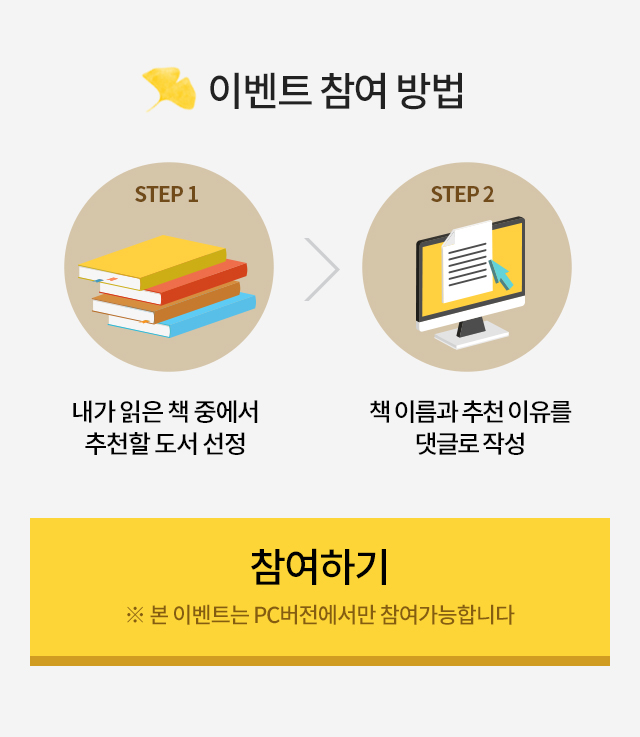 이벤트 참여 방법
STEP 1
STEP 2
내가 읽은 책 중에서
추천할 도서 선정
책 이름과 추천 이유를
댓글로 작성
참여하기
※ 본 이벤트는 PC버전에서만 참여가능합니다